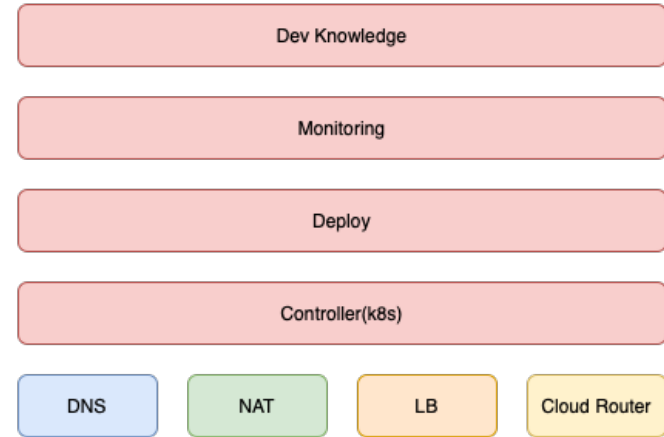 Dev Knowledge
Monitoring
Deploy
Controller(k8s)
DNS
NAT
LB
Cloud Router